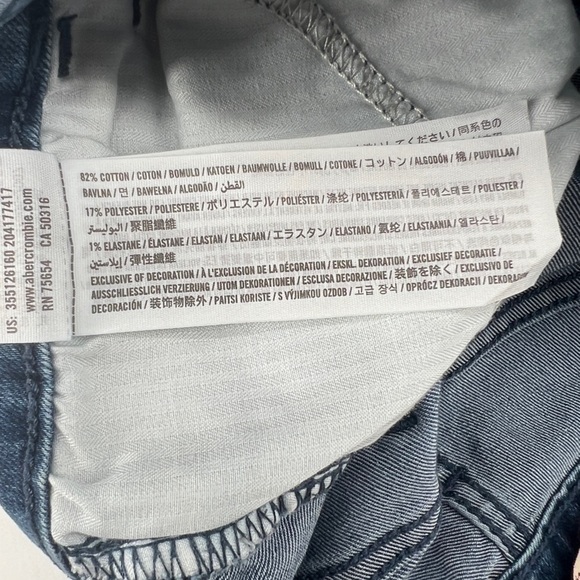 US: 355126160 204177417
www.abercrombie.com
RN 75654 CA 50316
してください / 同系色の
82% COTTON / COTON / BOMULD / KATOEN / BAUMWOLLE / BOMULL / COTONE / コットン / ALGODÓN / 棉 / PUUVILLAA /
BAVLNA / 면 / BAWEŁNA / ALGODÃO / القطن
17% POLYESTER / POLIESTERE / ポリエステル / POLIÉSTER / 涤纶 / POLYESTERIÄ / 폴리에스테르 / POLIESTER /
البوليستر / 聚脂纖維
1% ELASTANE / ÉLASTANE / ELASTAN / ELASTAAN / エラスタン / ELASTANO / 氨纶 / ELASTAANIA / 엘라스탄 /
إيلاستين / 彈性纖維
EXCLUSIVE OF DECORATION / À L'EXCLUSION DE LA DÉCORATION / EKSKL. DEKORATION / EXCLUSIEF DECORATIE /
AUSSCHLIESSLICH VERZIERUNG / UTOM DEKORATIONEN / ESCLUSA DECORAZIONE / 装飾を除く / EXCLUSIVO DE
DECORACIÓN / 装饰物除外 / PAITSI KORISTE / S VÝJIMKOU OZDOB / 고급 장식 / OPRÓCZ DEKORACJI /